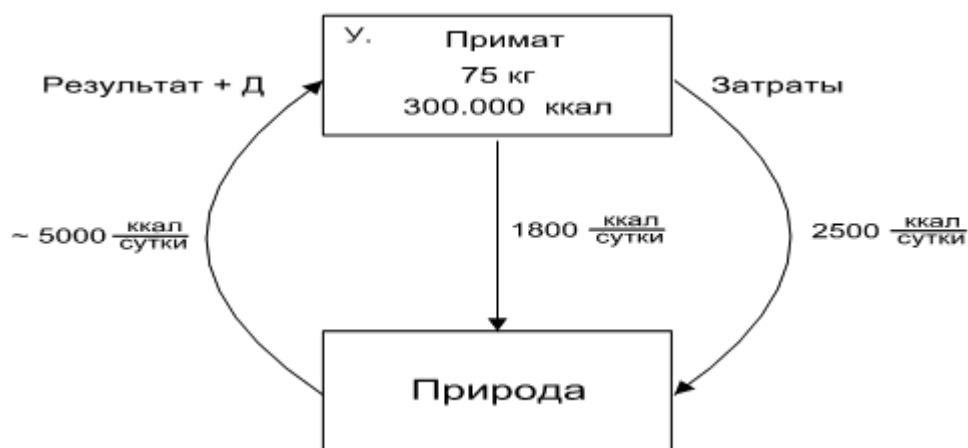 У. Примат
75 кг
300.000 ккал
Результат + Д
Затраты
~ 5000 ккал/сутки
1800 ккал/сутки
2500 ккал/сутки
Природа